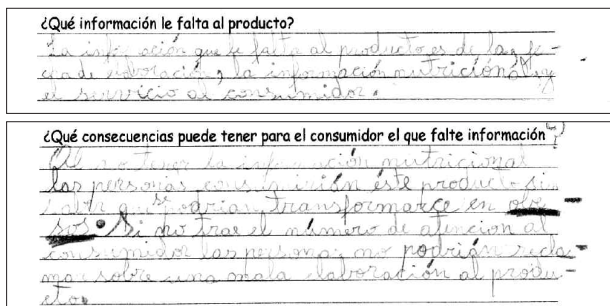 ¿Qué información le falta al producto?
La información que le falta al producto es de la, fe-
cha de elaboración, la información nutricional y
el servicio al consumidor.
¿Qué consecuencias puede tener para el consumidor el que falte información?
Al no tener la información nutricional
las personas consumirían este producto sin
saber que se podrian transformarce en obe-
sos. Si no trae el número de atención al
consumidor las personas no podrián recla-
mar sobre una mala elaboración al produ-
cto.